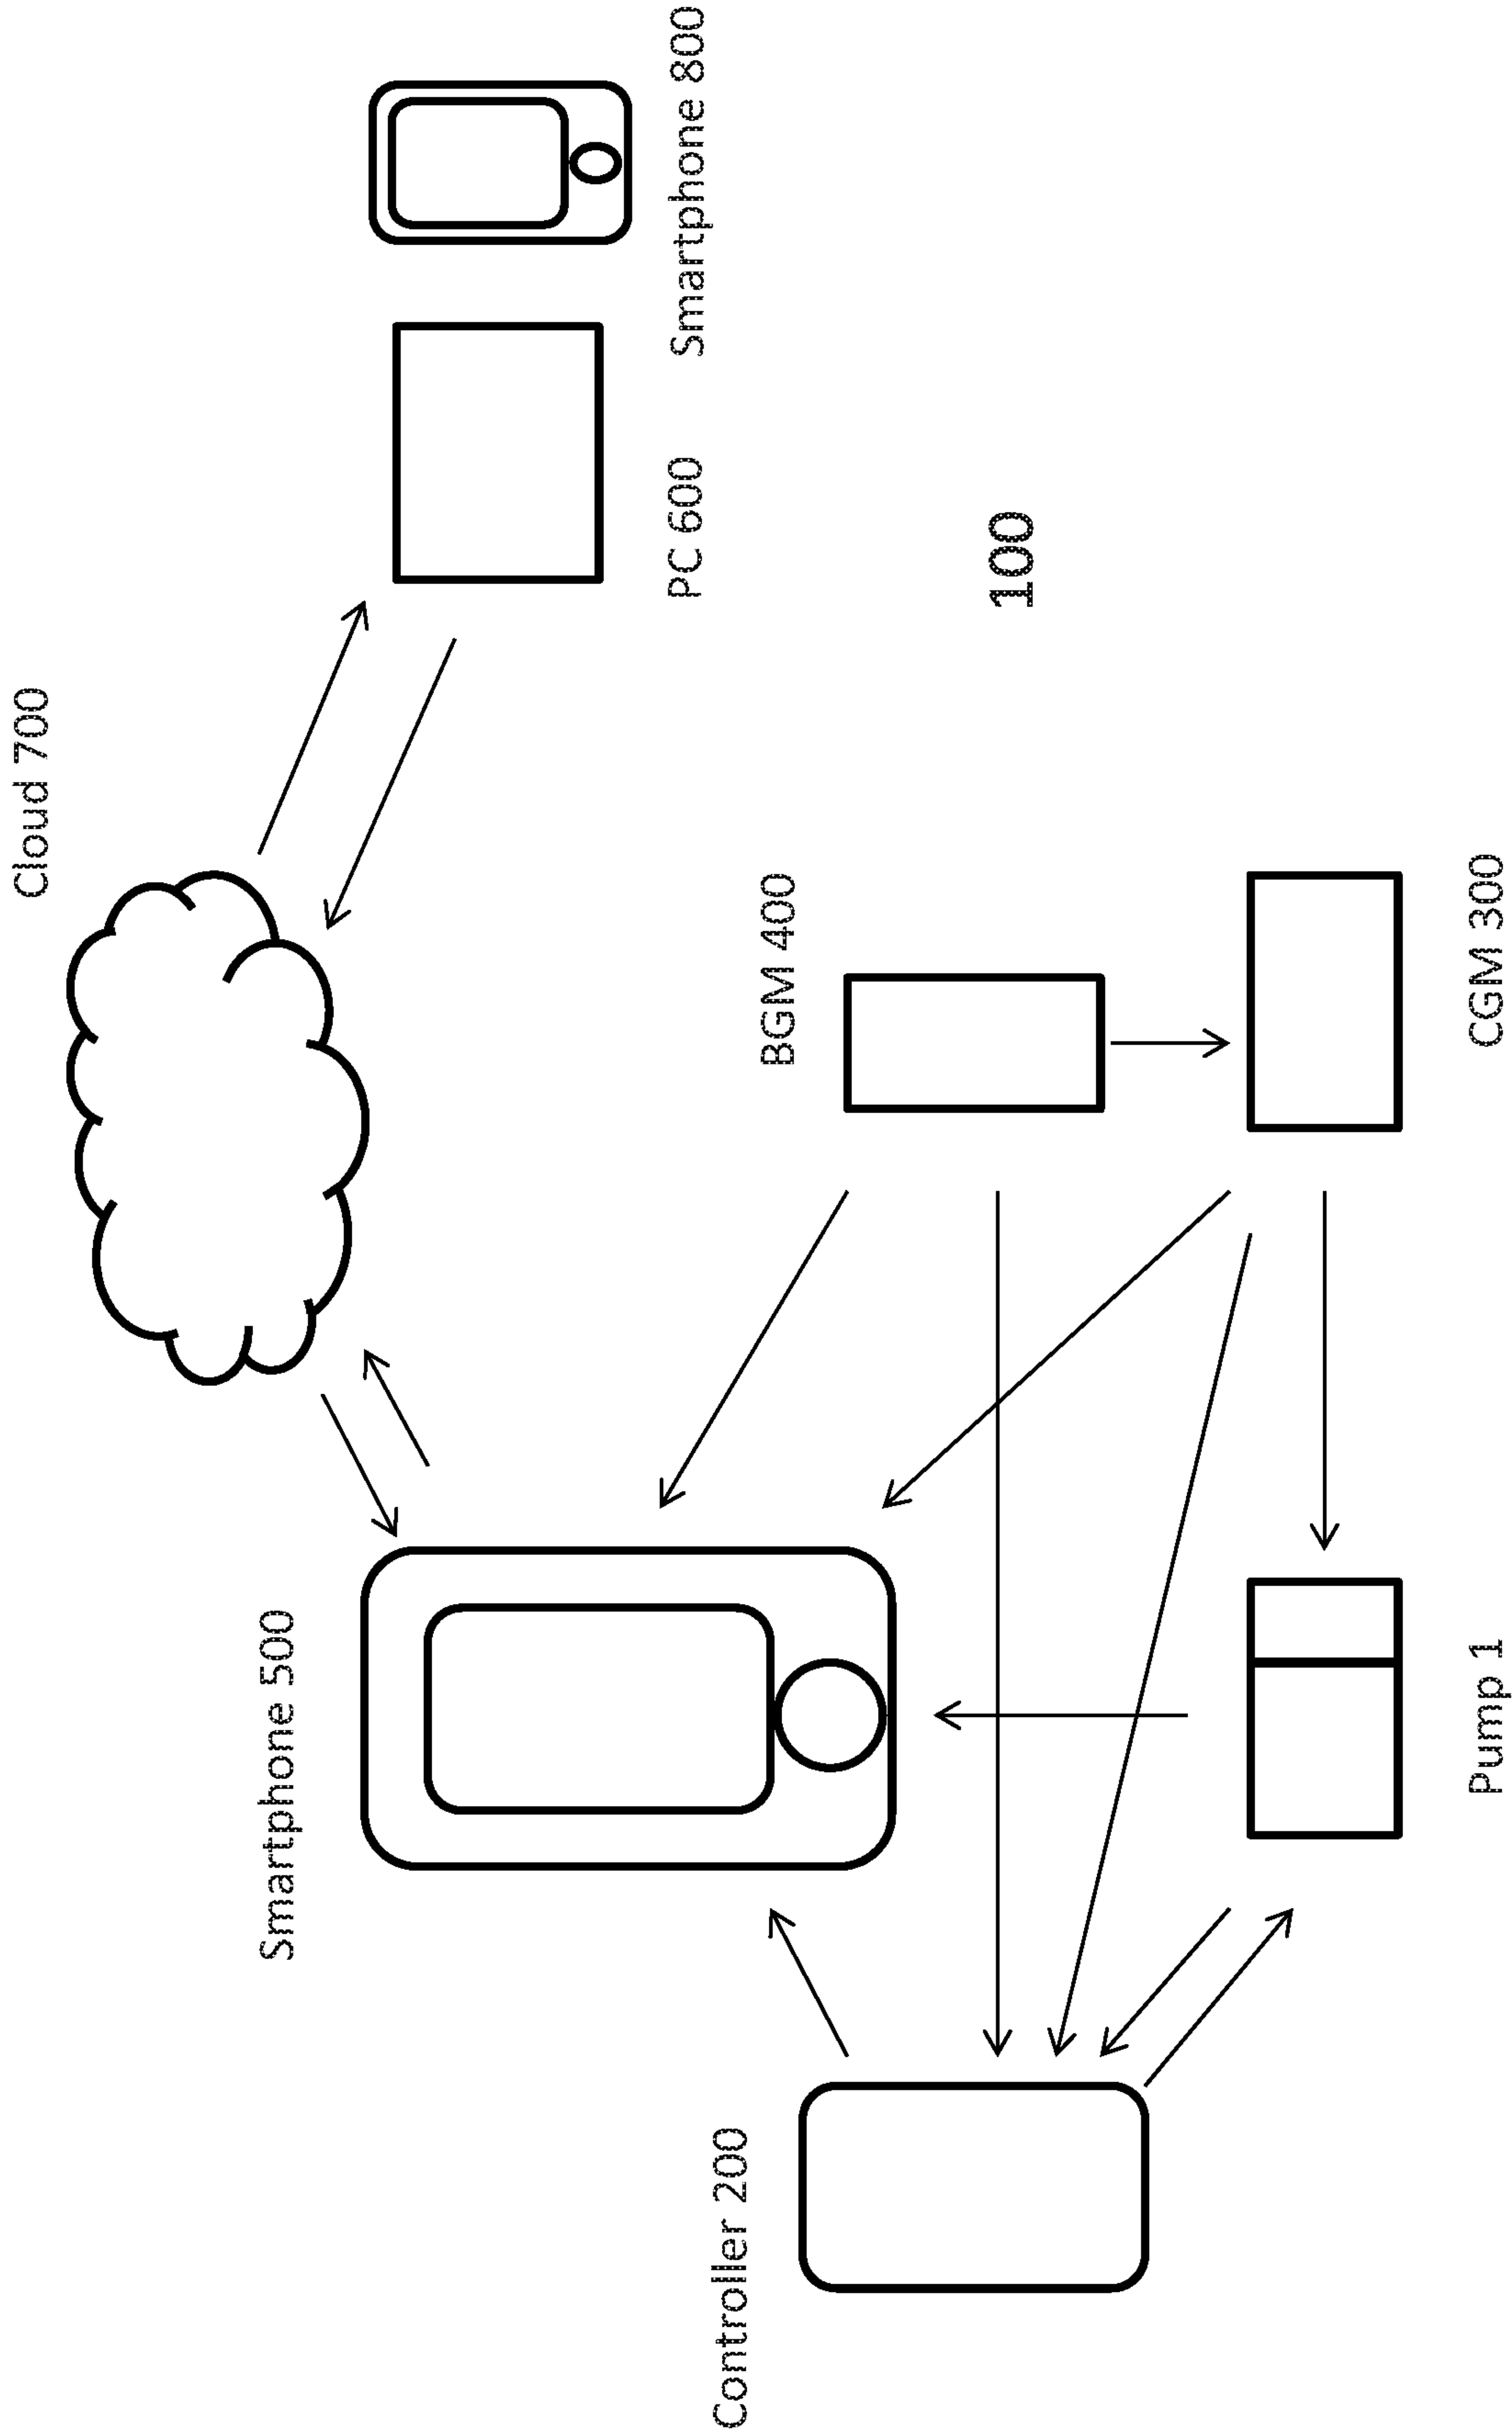 Cloud 700
Smartphone 500
Smartphone 800
PC 600
Controller 200
BGM 400
100
Pump 1
CGM 300